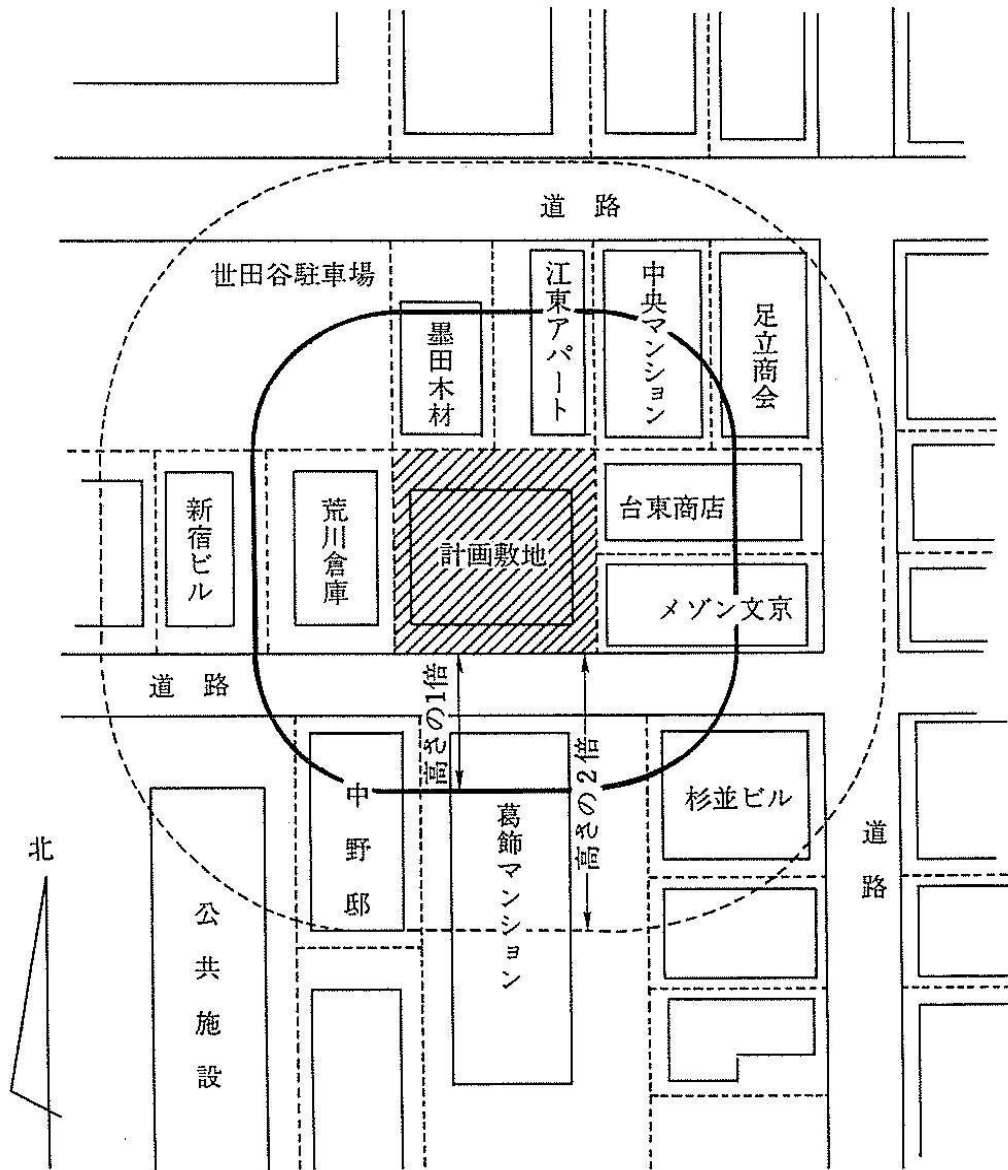 道路
世田谷駐車場
墨田木材
江東アパート
中央マンション
足立商会
新宿ビル
荒川倉庫
計画敷地
台東商店
メゾン文京
道路
高さの1倍
高さの2倍
中野邸
葛飾マンション
杉並ビル
道路
北
公共施設